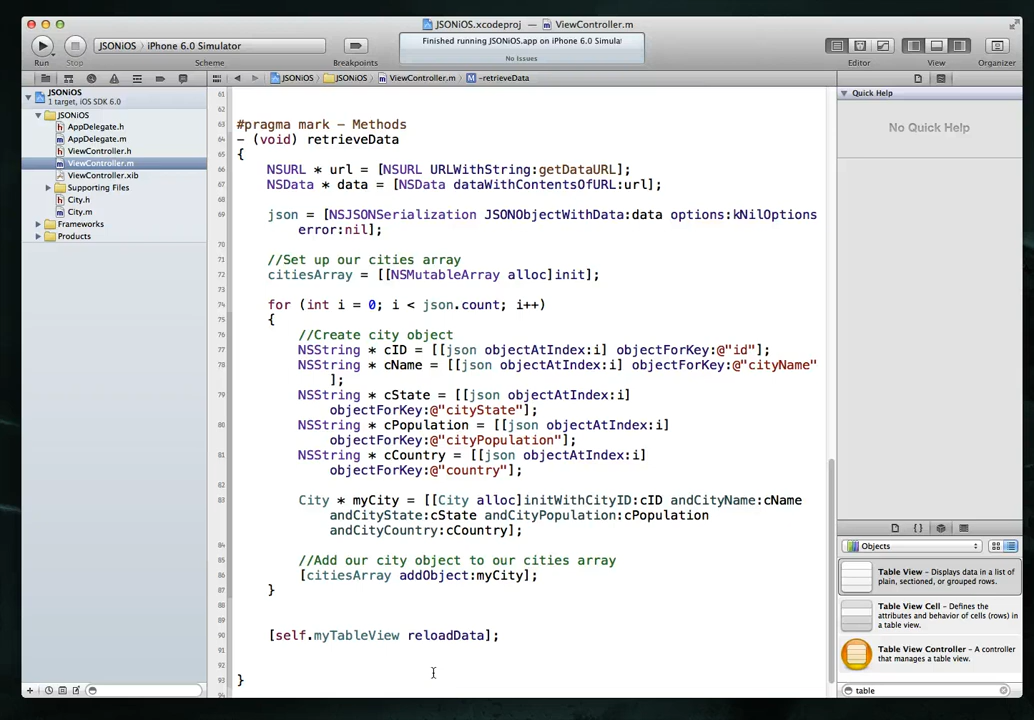 JSONiOS.xcodeproj — ViewController.m
JSONiOS iPhone 6.0 Simulator
Finished running JSONiOS.app on iPhone 6.0 Simulat
No Issues
Run Stop Scheme Breakpoints Editor View Organizer
JSONiOS JSONiOS ViewController.m M -retrieveData
JSONiOS
1 target, iOS SDK 6.0
JSONiOS
h AppDelegate.h
m AppDelegate.m
h ViewController.h
m ViewController.m
ViewController.xib
Supporting Files
h City.h
m City.m
Frameworks
Products
61
62
63 #pragma mark - Methods
64 - (void) retrieveData
65 {
66 NSURL * url = [NSURL URLWithString:getDataURL];
67 NSData * data = [NSData dataWithContentsOfURL:url];
68
69 json = [NSJSONSerialization JSONObjectWithData:data options:kNilOptions
error:nil];
70
71 //Set up our cities array
72 citiesArray = [[NSMutableArray alloc]init];
73
74 for (int i = 0; i < json.count; i++)
75 {
76 //Create city object
77 NSString * cID = [[json objectAtIndex:i] objectForKey:@"id"];
78 NSString * cName = [[json objectAtIndex:i] objectForKey:@"cityName"
];
79 NSString * cState = [[json objectAtIndex:i]
objectForKey:@"cityState"];
80 NSString * cPopulation = [[json objectAtIndex:i]
objectForKey:@"cityPopulation"];
81 NSString * cCountry = [[json objectAtIndex:i]
objectForKey:@"country"];
82
83 City * myCity = [[City alloc]initWithCityID:cID andCityName:cName
andCityState:cState andCityPopulation:cPopulation
andCityCountry:cCountry];
84
85 //Add our city object to our cities array
86 [citiesArray addObject:myCity];
87 }
88
89
90 [self.myTableView reloadData];
91
92
93 }
94
Quick Help
No Quick Help
{ }
Objects
Table View – Displays data in a list of
plain, sectioned, or grouped rows.
Table View Cell – Defines the
attributes and behavior of cells (rows) in
a table view.
Table View Controller – A controller
that manages a table view.
table